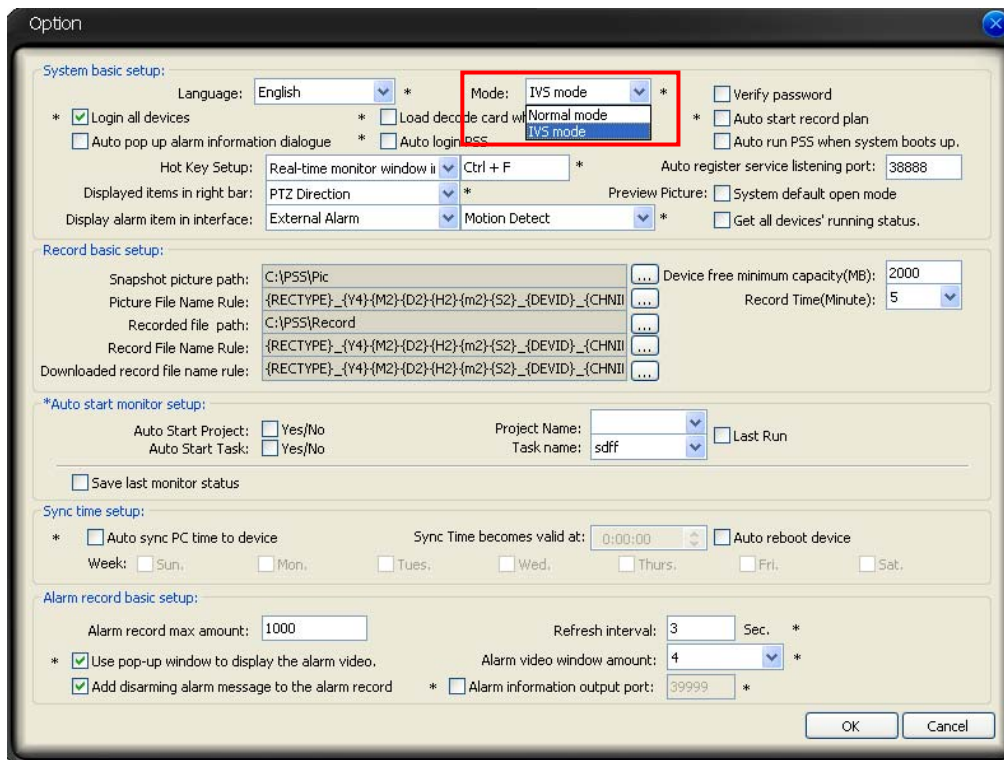 Option
System basic setup:
Language: English * Mode: IVS mode * Verify password
Normal mode
IVS mode
* Login all devices * Load decode card w * Auto start record plan
Auto pop up alarm information dialogue * Auto login PSS Auto run PSS when system boots up.
Hot Key Setup: Real-time monitor window i Ctrl + F * Auto register service listening port: 38888
Displayed items in right bar: PTZ Direction * Preview Picture: System default open mode
Display alarm item in interface: External Alarm Motion Detect * Get all devices' running status.
Record basic setup:
Snapshot picture path: C:\PSS\Pic ... Device free minimum capacity(MB): 2000
Picture File Name Rule: {RECTYPE}_{Y4}{M2}{D2}{H2}{m2}{S2}_{DEVID}_{CHNI ... Record Time(Minute): 5
Recorded file path: C:\PSS\Record ...
Record File Name Rule: {RECTYPE}_{Y4}{M2}{D2}{H2}{m2}{S2}_{DEVID}_{CHNI ...
Downloaded record file name rule: {RECTYPE}_{Y4}{M2}{D2}{H2}{m2}{S2}_{DEVID}_{CHNI ...
*Auto start monitor setup:
Auto Start Project: Yes/No Project Name: Last Run
Auto Start Task: Yes/No Task name: sdff
Save last monitor status
Sync time setup:
* Auto sync PC time to device Sync Time becomes valid at: 0:00:00 Auto reboot device
Week: Sun. Mon. Tues. Wed. Thurs. Fri. Sat.
Alarm record basic setup:
Alarm record max amount: 1000 Refresh interval: 3 Sec. *
* Use pop-up window to display the alarm video. Alarm video window amount: 4 *
Add disarming alarm message to the alarm record * Alarm information output port: 39999 *
OK Cancel